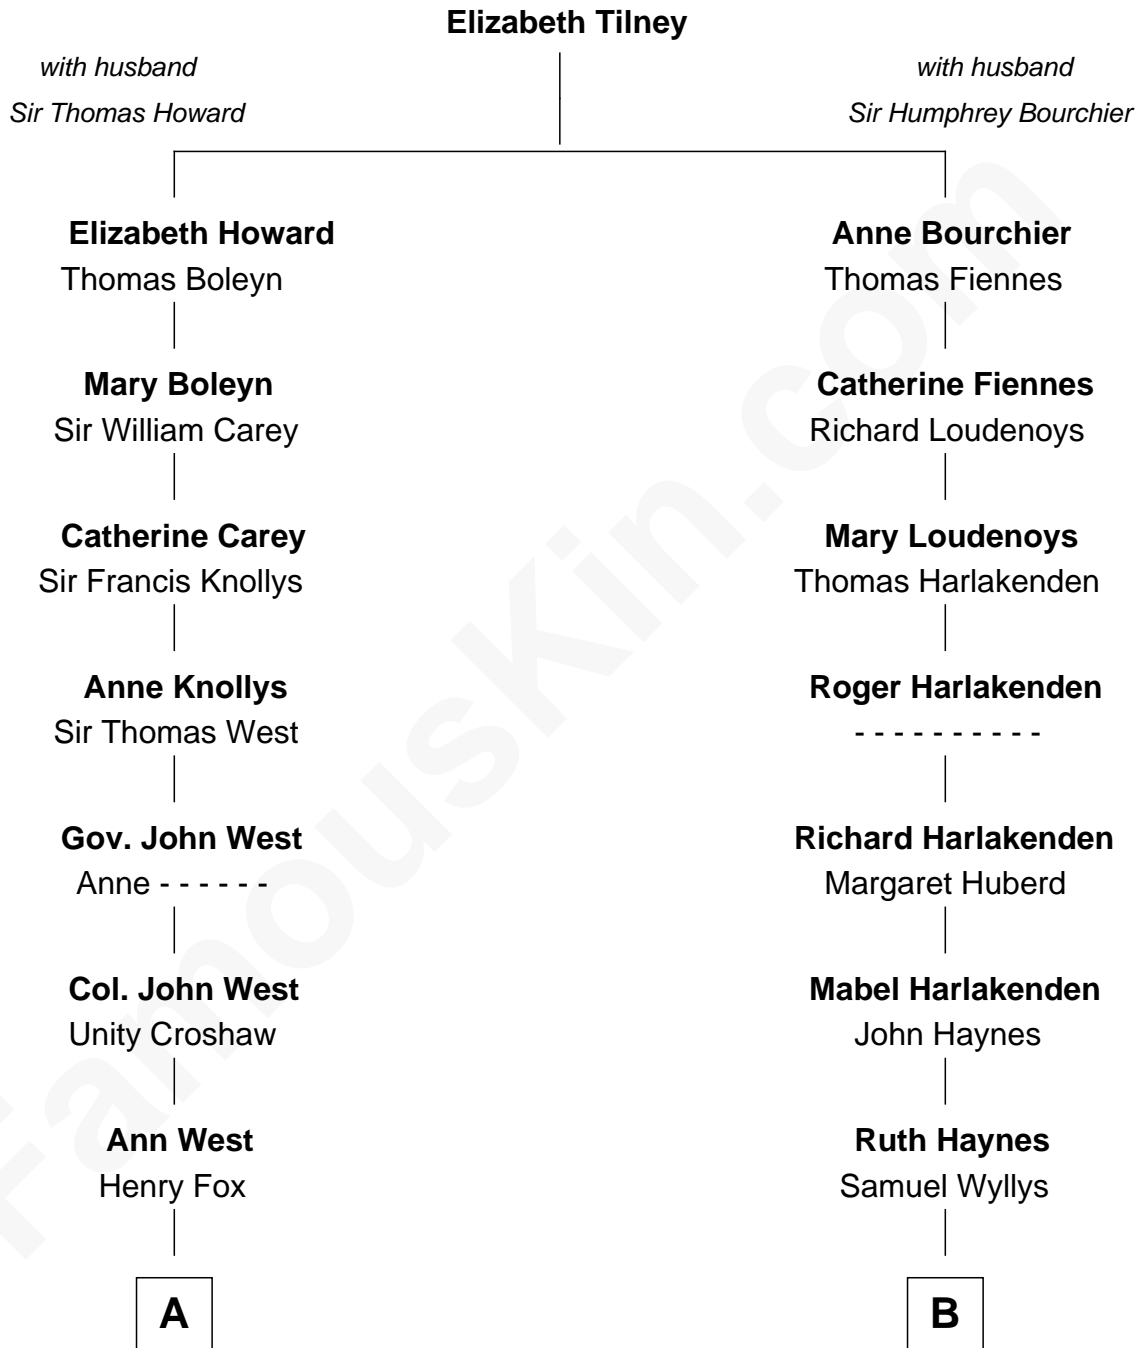 Elizabeth Tilney
with husband
Sir Thomas Howard
with husband
Sir Humphrey Bourchier
Elizabeth Howard
Thomas Boleyn
Anne Bourchier
Thomas Fiennes
Mary Boleyn
Sir William Carey
Catherine Fiennes
Richard Loudenoys
Catherine Carey
Sir Francis Knollys
Mary Loudenoys
Thomas Harlakenden
Anne Knollys
Sir Thomas West
Roger Harlakenden
- - - - - - - - - -
Gov. John West
Anne - - - - - -
Richard Harlakenden
Margaret Huberd
Col. John West
Unity Croshaw
Mabel Harlakenden
John Haynes
Ann West
Henry Fox
Ruth Haynes
Samuel Wyllys
A
B
FamousKin.com